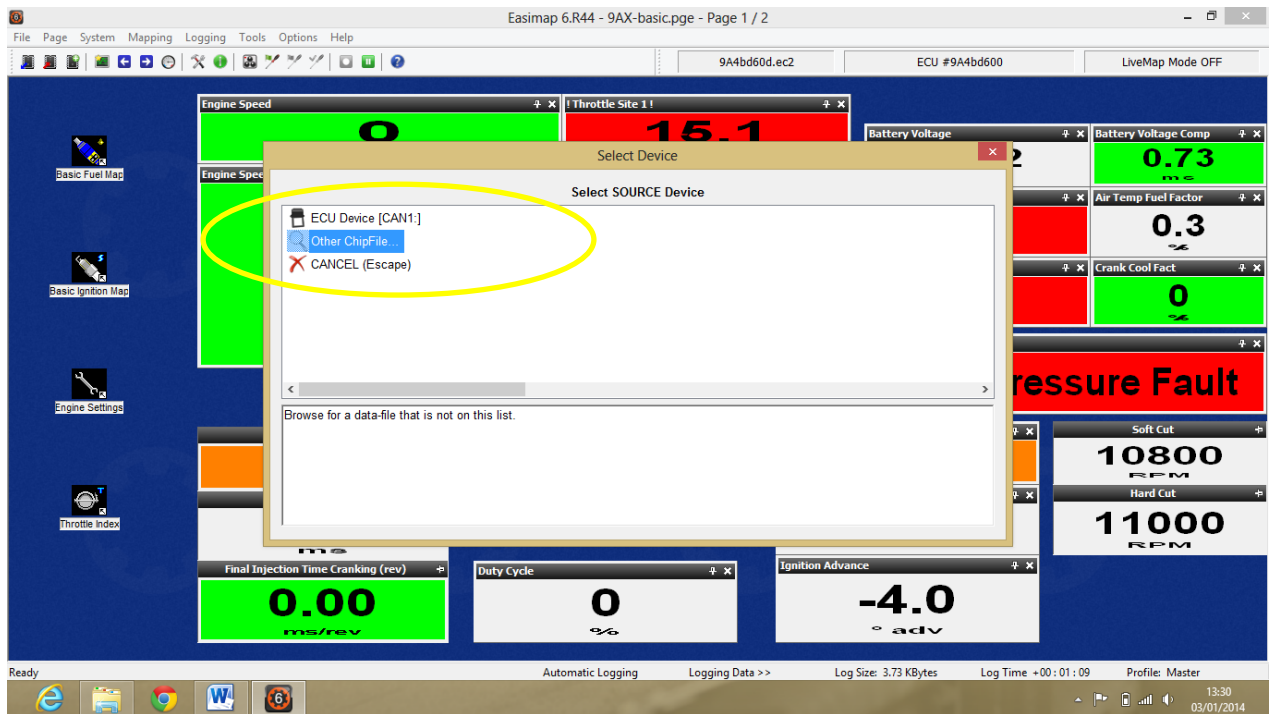 Easimap 6.R44 - 9AX-basic.pge - Page 1 / 2
File Page System Mapping Logging Tools Options Help
9A4bd60d.ec2 ECU #9A4bd600 LiveMap Mode OFF
Engine Speed ! Throttle Site 1 !
0 15.1
Battery Voltage Battery Voltage Comp
0.73
ms
Basic Fuel Map
Engine Spee
Select Device
Select SOURCE Device
ECU Device [CAN1:]
Other ChipFile...
CANCEL (Escape)
Air Temp Fuel Factor
0.3
%
Basic Ignition Map
Crank Cool Fact
0
%
ressure Fault
Engine Settings
Browse for a data-file that is not on this list.
Soft Cut
10800
RPM
Hard Cut
11000
RPM
Throttle Index
ms
Final Injection Time Cranking (rev) Duty Cycle Ignition Advance
0.00 0 -4.0
ms/rev % ° adv
Ready Automatic Logging Logging Data >> Log Size: 3.73 KBytes Log Time +00:01:09 Profile: Master
13:30
03/01/2014